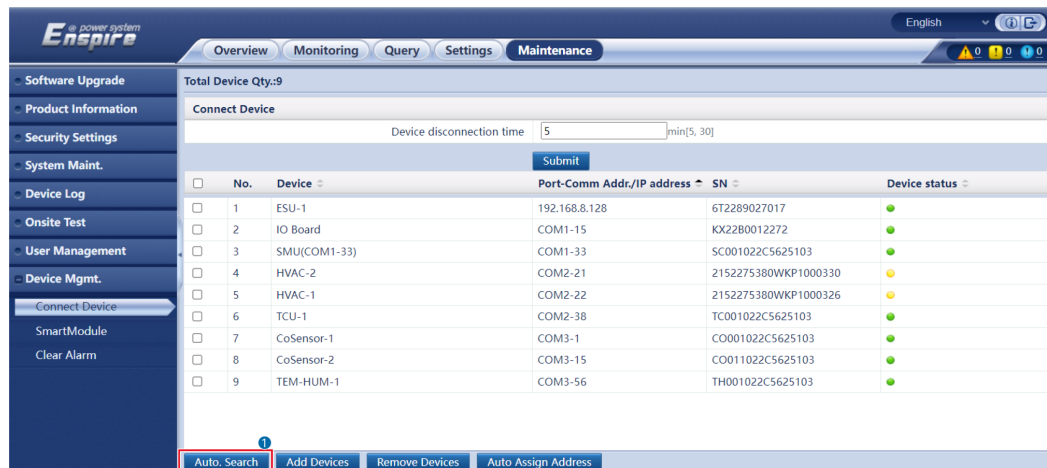 @ power system
Enspire
English
Overview Monitoring Query Settings Maintenance
0 0 0
Software Upgrade
Product Information
Security Settings
System Maint.
Device Log
Onsite Test
User Management
Device Mgmt.
Connect Device
SmartModule
Clear Alarm
Total Device Qty.:9
Connect Device
Device disconnection time 5 min[5, 30]
Submit
No. Device Port-Comm Addr./IP address SN Device status
1 ESU-1 192.168.8.128 6T2289027017
2 IO Board COM1-15 KX22B0012272
3 SMU(COM1-33) COM1-33 SC001022C5625103
4 HVAC-2 COM2-21 2152275380WKP1000330
5 HVAC-1 COM2-22 2152275380WKP1000326
6 TCU-1 COM2-38 TC001022C5625103
7 CoSensor-1 COM3-1 CO001022C5625103
8 CoSensor-2 COM3-15 CO011022C5625103
9 TEM-HUM-1 COM3-56 TH001022C5625103
1
Auto. Search Add Devices Remove Devices Auto Assign Address